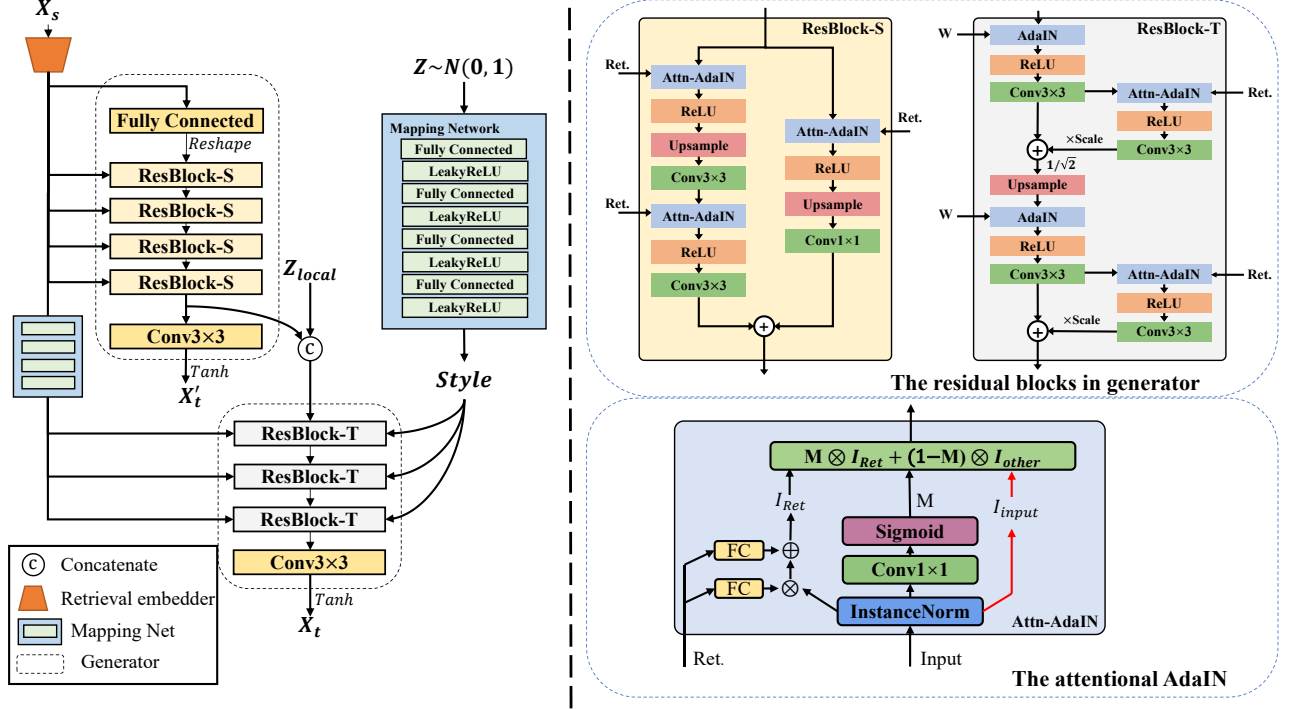 X_s
Fully Connected
Reshape
ResBlock-S
ResBlock-S
ResBlock-S
ResBlock-S
Conv3×3
Tanh
X'_t
Z_local
C
Z~N(0, 1)
Mapping Network
Fully Connected
LeakyReLU
Fully Connected
LeakyReLU
Fully Connected
LeakyReLU
Fully Connected
LeakyReLU
Style
ResBlock-T
ResBlock-T
ResBlock-T
Conv3×3
Tanh
X_t
C Concatenate
Retrieval embedder
Mapping Net
Generator
ResBlock-S
Ret.
Attn-AdaIN
ReLU
Upsample
Conv3×3
Ret.
Attn-AdaIN
ReLU
Conv3×3
Attn-AdaIN
Ret.
ReLU
Upsample
Conv1×1
+
ResBlock-T
W
AdaIN
ReLU
Conv3×3
Attn-AdaIN
Ret.
ReLU
Conv3×3
×Scale
+
1/√2
Upsample
W
AdaIN
ReLU
Conv3×3
Attn-AdaIN
Ret.
ReLU
Conv3×3
×Scale
+
The residual blocks in generator
M ⊗ I_Ret + (1−M) ⊗ I_other
I_Ret
M
I_input
Sigmoid
FC
⊕
Conv1×1
FC
⊗
InstanceNorm
Attn-AdaIN
Ret.
Input
The attentional AdaIN